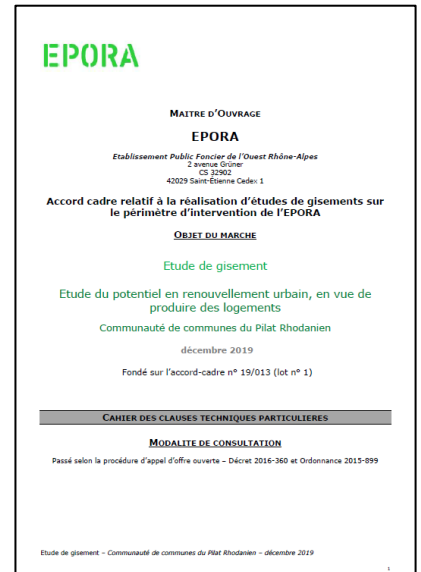 EPORA
MAITRE D'OUVRAGE
EPORA
Etablissement Public Foncier de l'Ouest Rhône-Alpes
2 avenue Grüner
CS 32902
42029 Saint-Étienne Cedex 1
Accord cadre relatif à la réalisation d'études de gisements sur
le périmètre d'intervention de l'EPORA
OBJET DU MARCHE
Etude de gisement
Etude du potentiel en renouvellement urbain, en vue de
produire des logements
Communauté de communes du Pilat Rhodanien
décembre 2019
Fondé sur l'accord-cadre n° 19/013 (lot n° 1)
CAHIER DES CLAUSES TECHNIQUES PARTICULIERES
MODALITE DE CONSULTATION
Passé selon la procédure d'appel d'offre ouverte – Décret 2016-360 et Ordonnance 2015-899
Etude de gisement – Communauté de communes du Pilat Rhodanien – décembre 2019
1